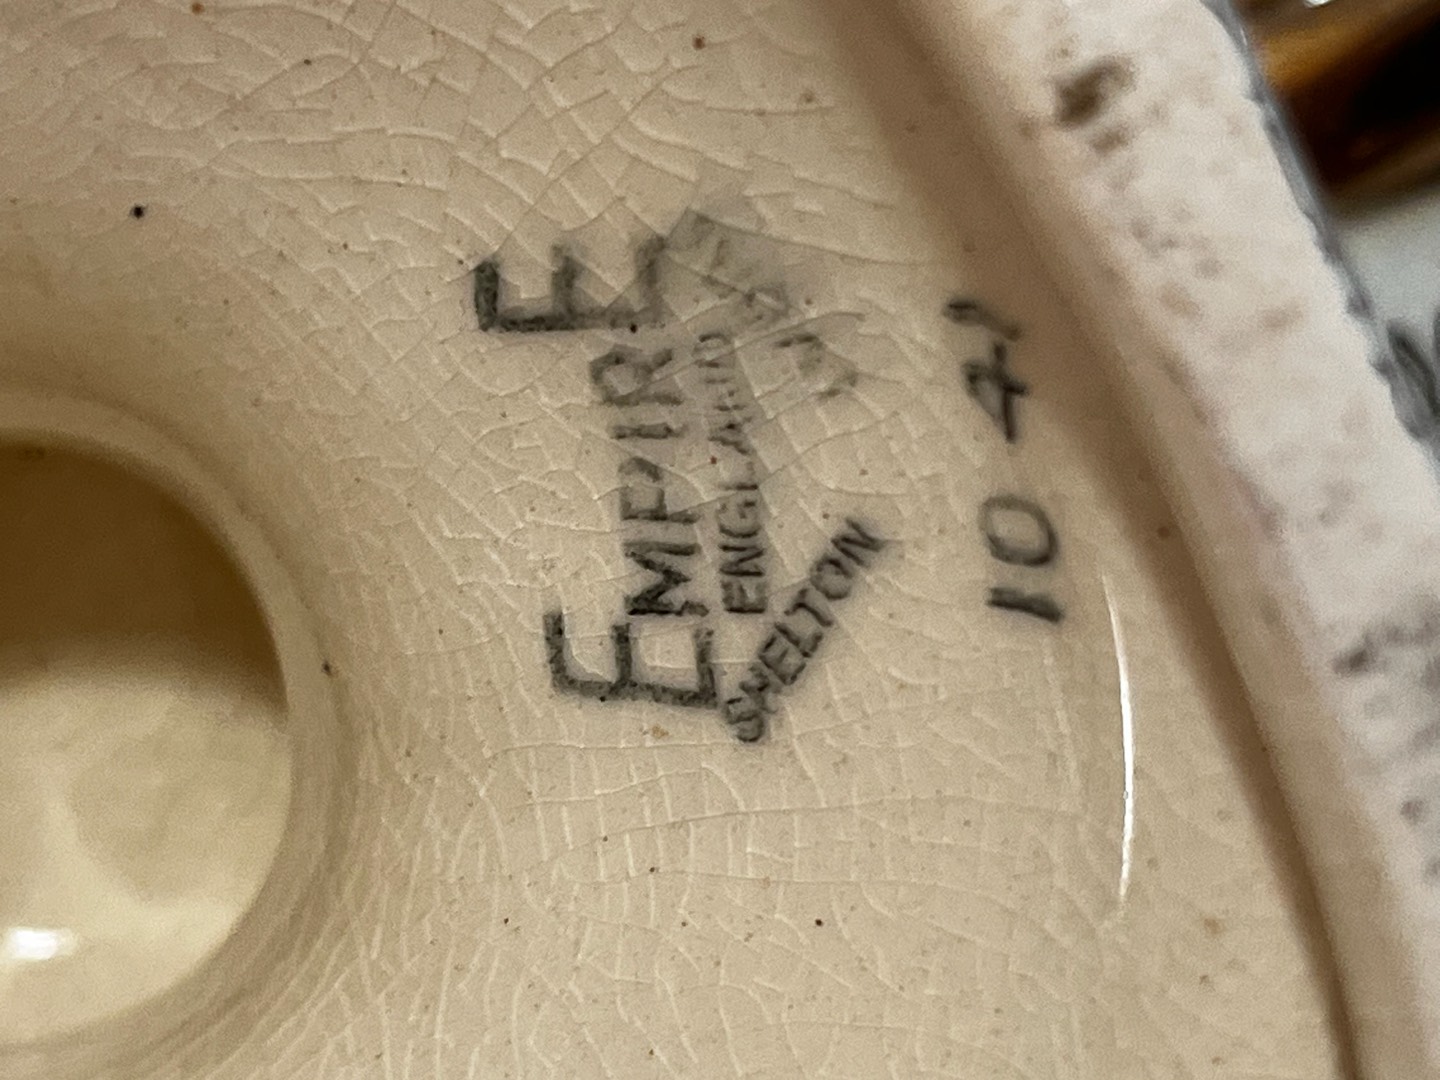 EMPIRE
ENGLAND
SHELTON
10 41